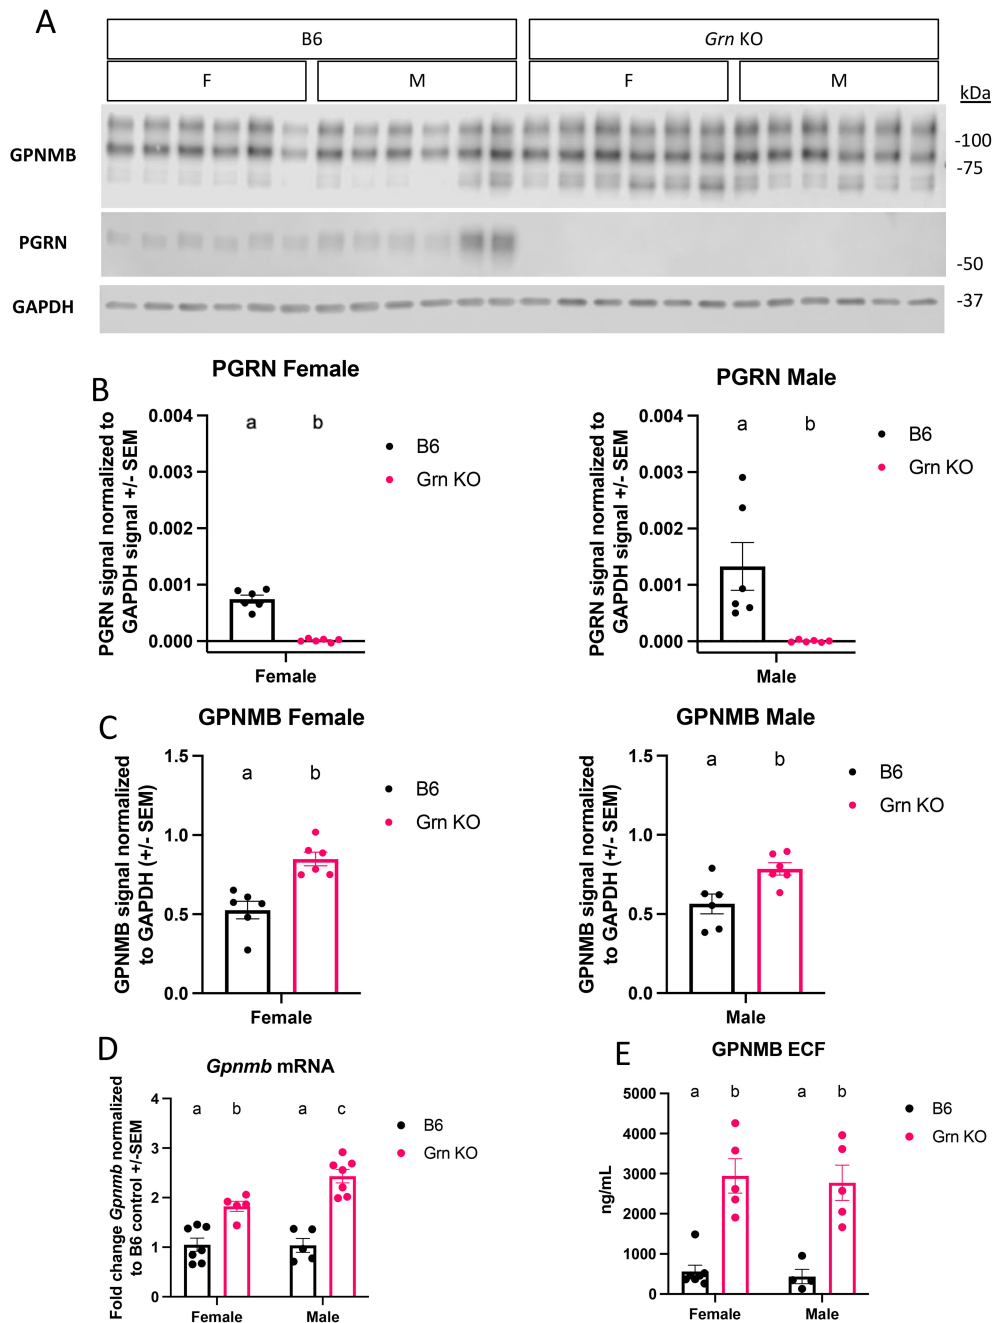 A
B6
Grn KO
F
M
F
M
kDa
GPNMB
-100
-75
PGRN
-50
GAPDH
-37
B
PGRN Female
PGRN signal normalized to
GAPDH signal +/- SEM
0.004
0.003
0.002
0.001
0.000
a
b
B6
Grn KO
Female
PGRN Male
PGRN signal normalized to
GAPDH signal +/- SEM
0.004
0.003
0.002
0.001
0.000
a
b
B6
Grn KO
Male
C
GPNMB Female
GPNMB signal normalized
to GAPDH (+/- SEM)
1.5
1.0
0.5
0.0
a
b
B6
Grn KO
Female
GPNMB Male
GPNMB signal normalized
to GAPDH (+/- SEM)
1.5
1.0
0.5
0.0
a
b
B6
Grn KO
Male
D
Gpnmb mRNA
Fold change Gpnmb normalized
to B6 control +/-SEM
4
3
2
1
0
a
b
a
c
B6
Grn KO
Female
Male
E
GPNMB ECF
ng/mL
5000
4000
3000
2000
1000
0
a
b
a
b
B6
Grn KO
Female
Male